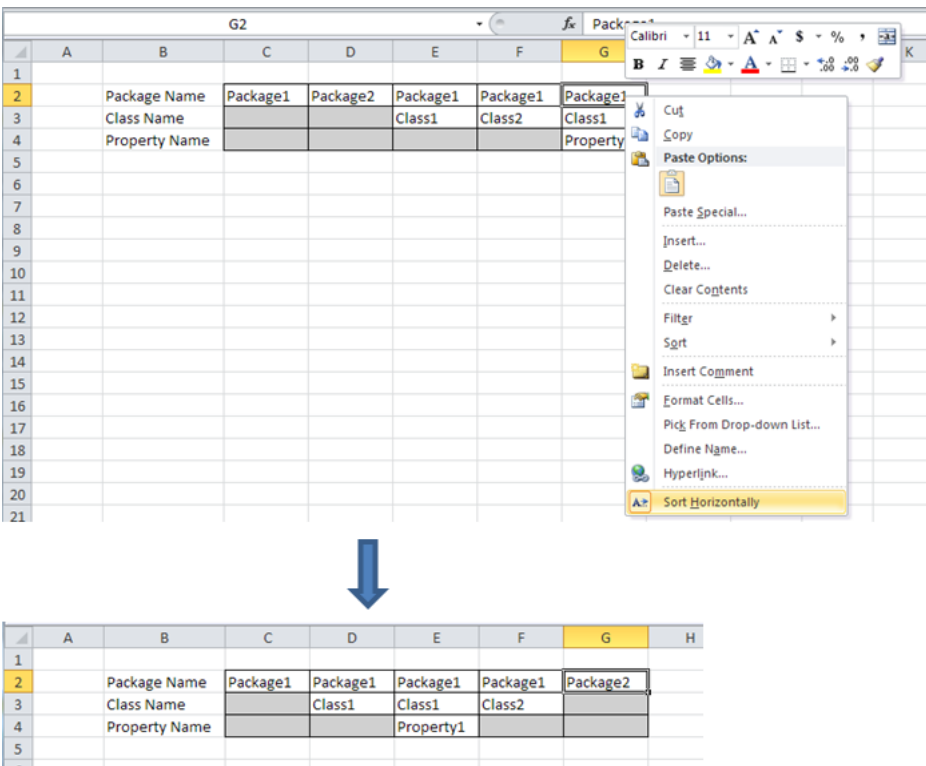 G2 fx Package1
Calibri 11 A A $ % ,
B I A .00 .0 .00
A B C D E F G K
1
2 Package Name Package1 Package2 Package1 Package1 Package1
3 Class Name Class1 Class2 Class1
4 Property Name Property
5
6
7
8
9
10
11
12
13
14
15
16
17
18
19
20
21
Cut
Copy
Paste Options:
Paste Special...
Insert...
Delete...
Clear Contents
Filter
Sort
Insert Comment
Format Cells...
Pick From Drop-down List...
Define Name...
Hyperlink...
Sort Horizontally
A B C D E F G H
1
2 Package Name Package1 Package1 Package1 Package1 Package2
3 Class Name Class1 Class1 Class2
4 Property Name Property1
5